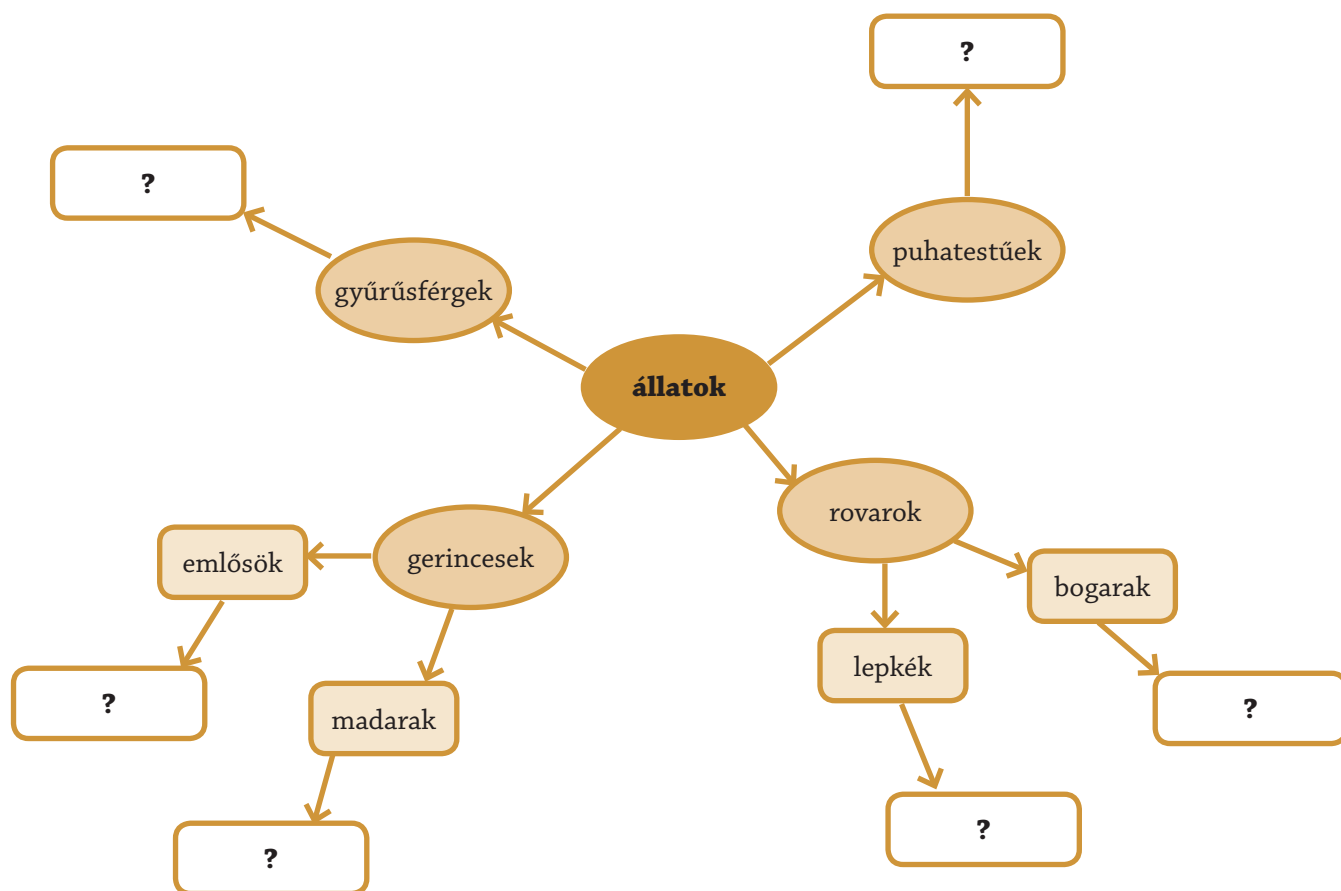 ?
?
puhatestűek
gyűrűsférgek
állatok
rovarok
emlősök
gerincesek
bogarak
lepkék
?
madarak
?
?
?